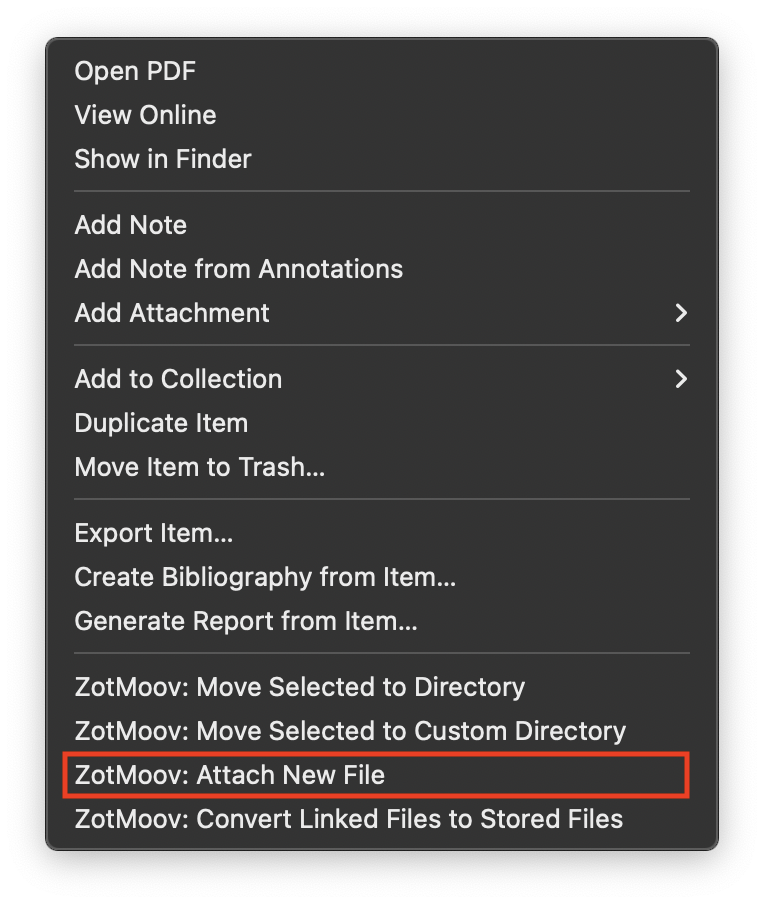 Open PDF
View Online
Show in Finder
Add Note
Add Note from Annotations
Add Attachment
Add to Collection
Duplicate Item
Move Item to Trash...
Export Item...
Create Bibliography from Item...
Generate Report from Item...
ZotMoov: Move Selected to Directory
ZotMoov: Move Selected to Custom Directory
ZotMoov: Attach New File
ZotMoov: Convert Linked Files to Stored Files